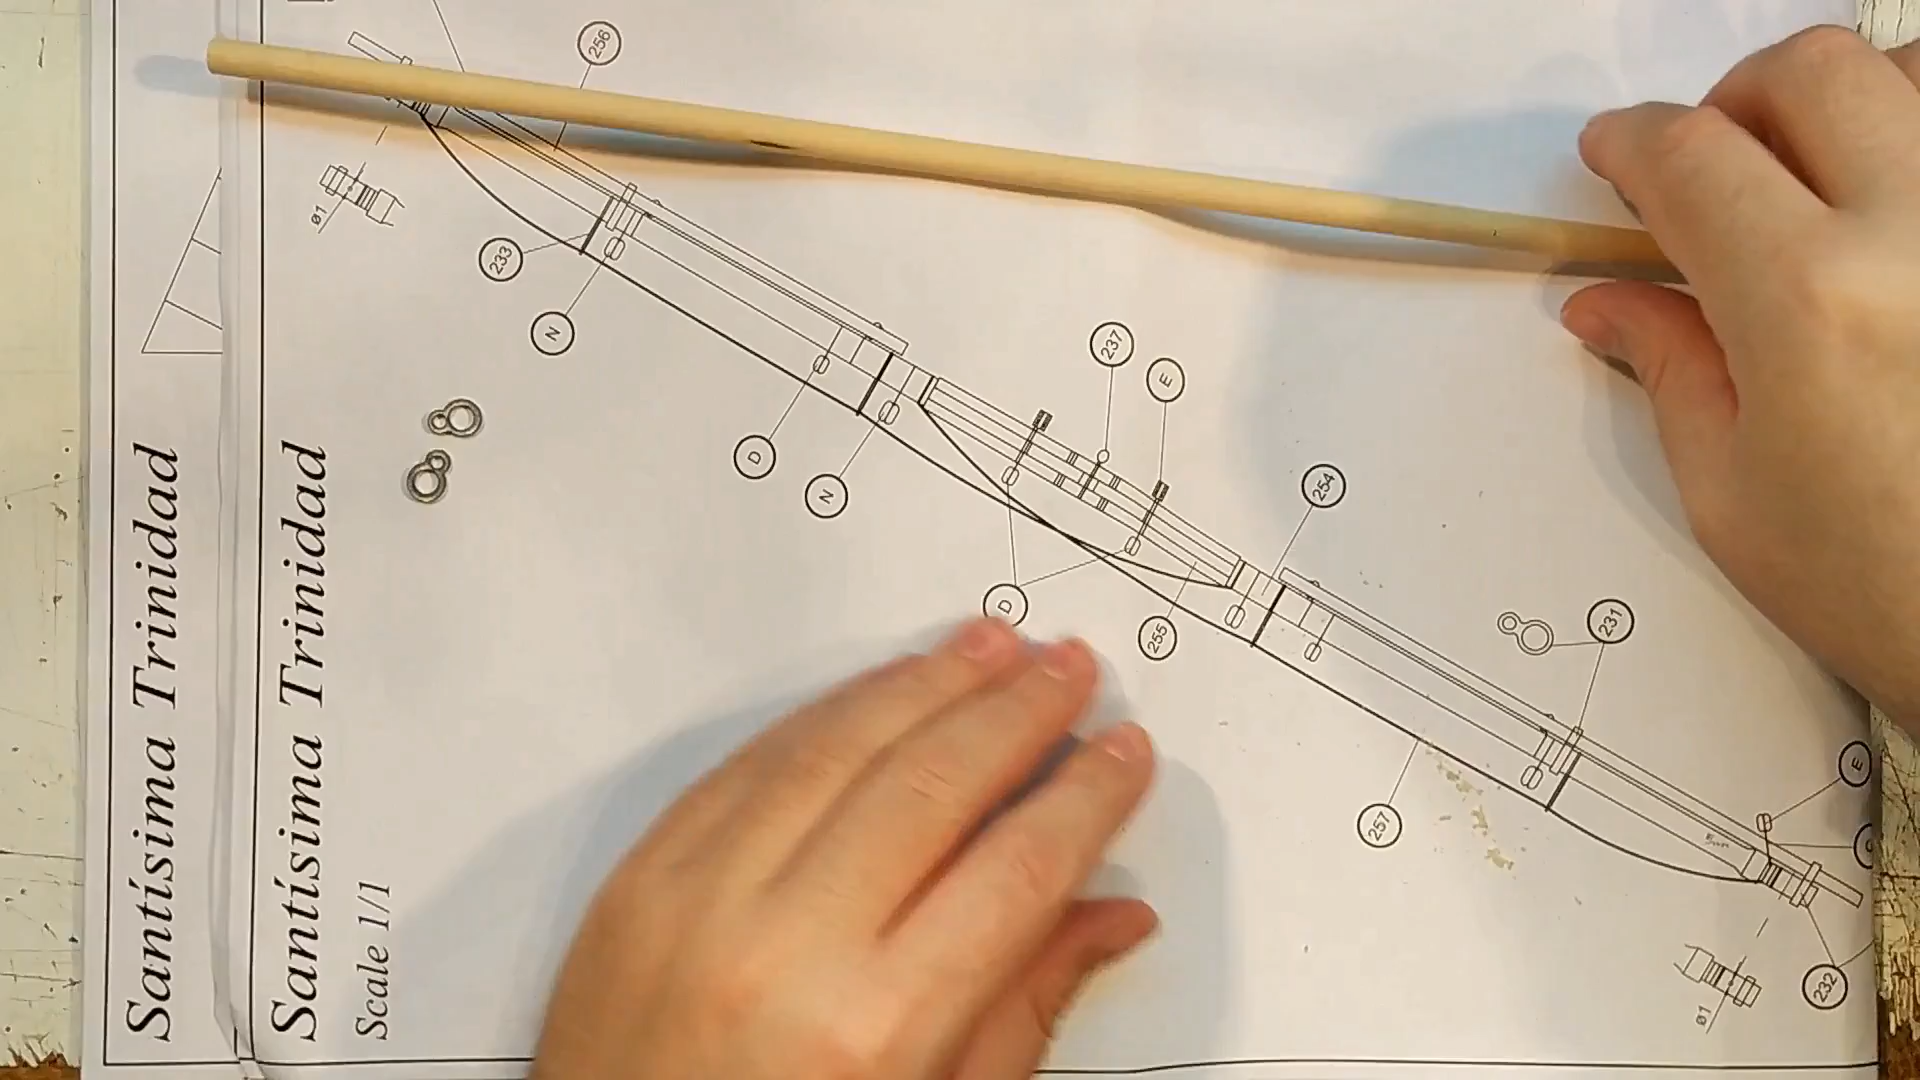 Santísima Trinidad
Santísima Trinidad
Scale 1/1
256
233
N
ø1
D
N
237
E
D
255
254
231
257
E
232
ø1